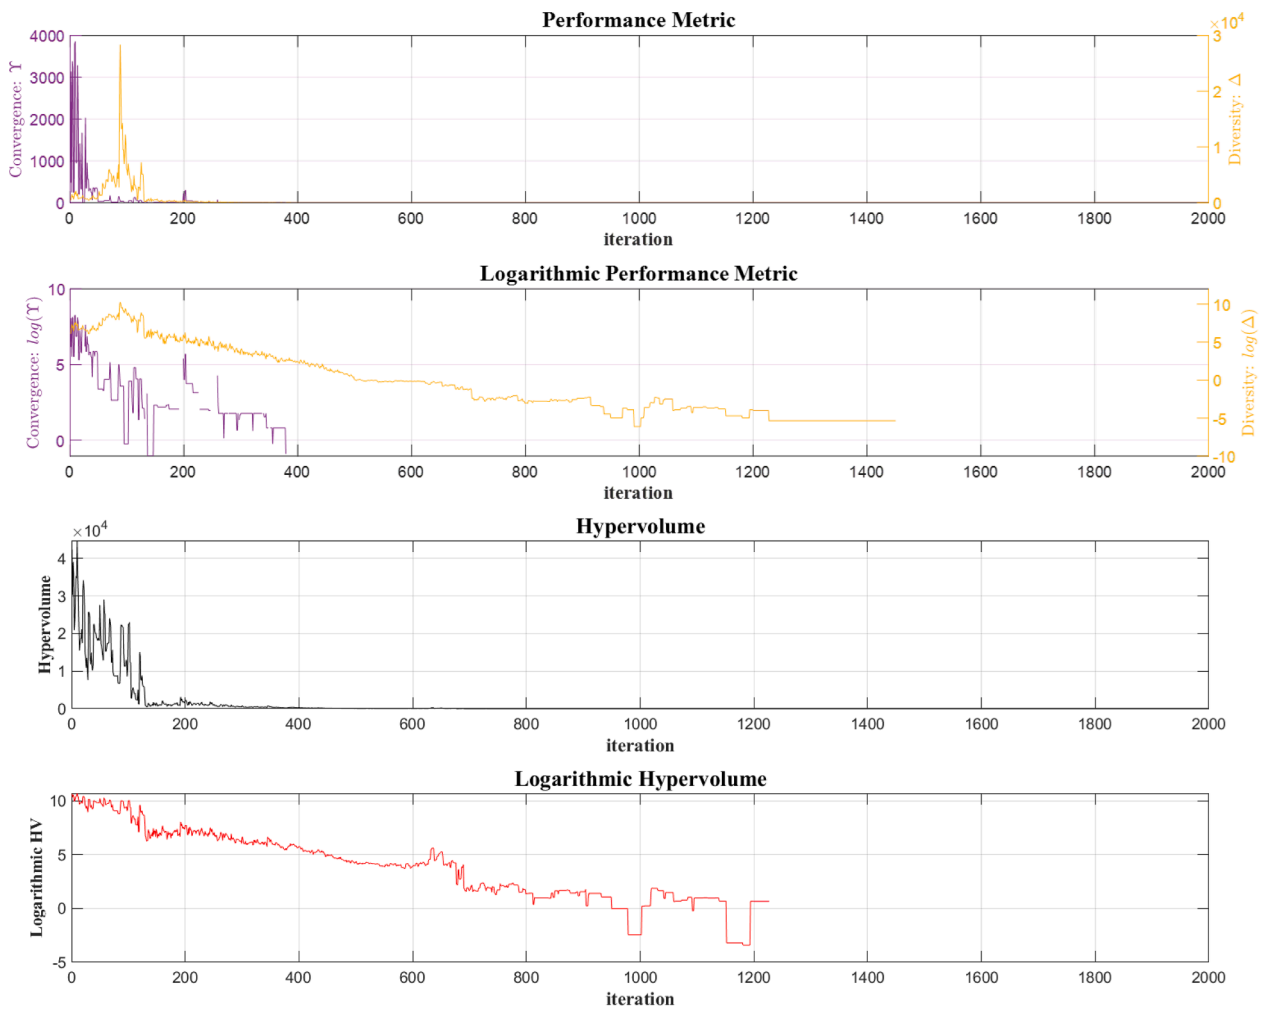 Performance Metric
×10⁴
4000 3000 2000 1000 0
Convergence: ϒ
3 2 1 0
Diversity: Δ
0 200 400 600 800 1000 1200 1400 1600 1800 2000
iteration
Logarithmic Performance Metric
10 5 0
Convergence: log(ϒ)
10 5 0 -5 -10
Diversity: log(Δ)
0 200 400 600 800 1000 1200 1400 1600 1800 2000
iteration
Hypervolume
×10⁴
4 3 2 1 0
Hypervolume
0 200 400 600 800 1000 1200 1400 1600 1800 2000
iteration
Logarithmic Hypervolume
10 5 0 -5
Logarithmic HV
0 200 400 600 800 1000 1200 1400 1600 1800 2000
iteration